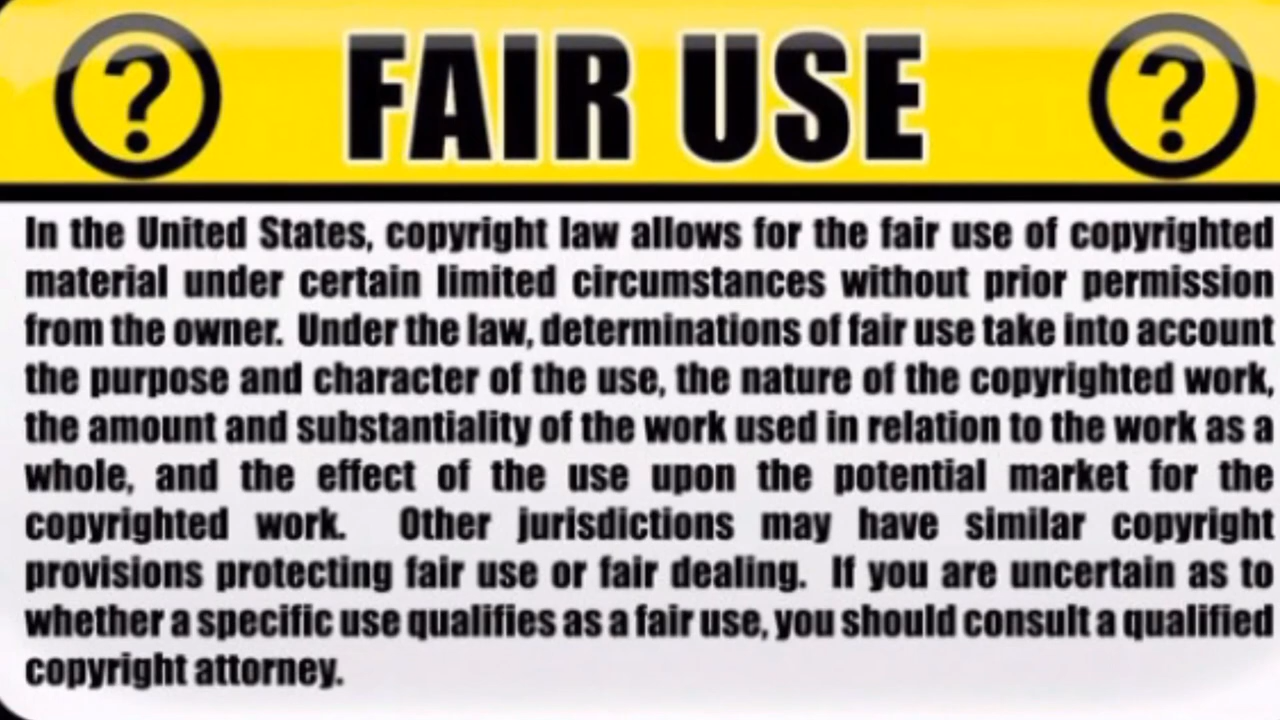 ? FAIR USE ?
In the United States, copyright law allows for the fair use of copyrighted
material under certain limited circumstances without prior permission
from the owner. Under the law, determinations of fair use take into account
the purpose and character of the use, the nature of the copyrighted work,
the amount and substantiality of the work used in relation to the work as a
whole, and the effect of the use upon the potential market for the
copyrighted work. Other jurisdictions may have similar copyright
provisions protecting fair use or fair dealing. If you are uncertain as to
whether a specific use qualifies as a fair use, you should consult a qualified
copyright attorney.